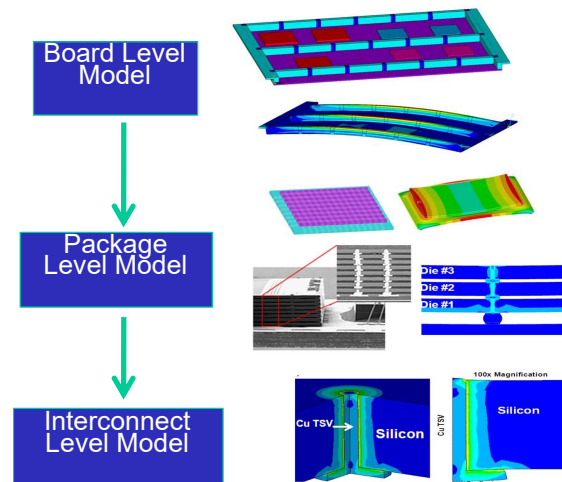 Board Level
Model
Package
Level Model
Die #3
Die #2
Die #1
100x Magnification
Interconnect
Level Model
Cu TSV
Silicon
Cu TSV
Silicon